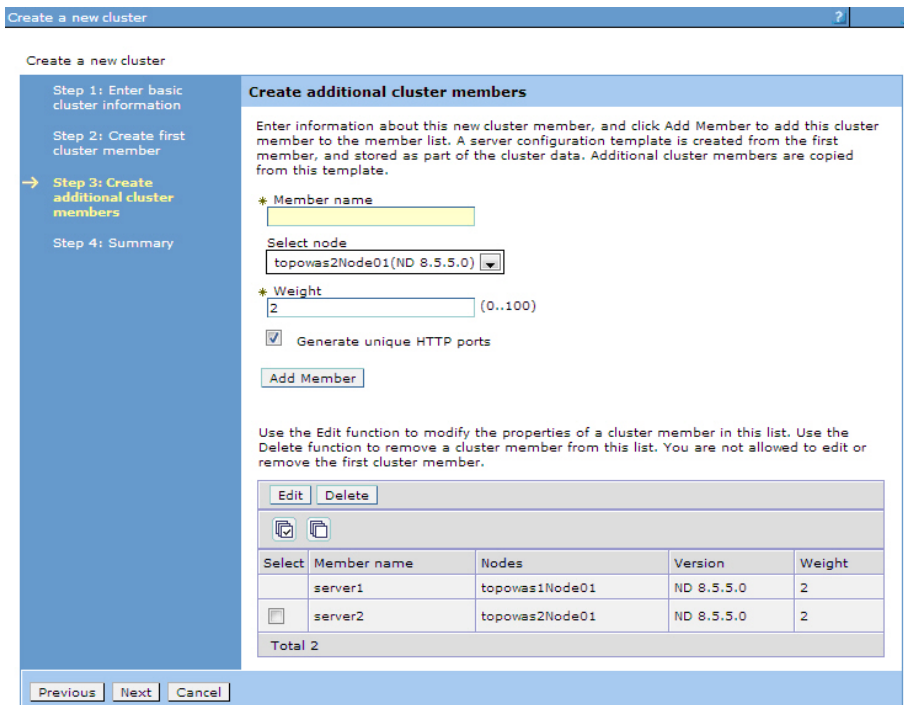 Create a new cluster
?
Create a new cluster
Step 1: Enter basic
cluster information
Step 2: Create first
cluster member
Step 3: Create
additional cluster
members
Step 4: Summary
Create additional cluster members
Enter information about this new cluster member, and click Add Member to add this cluster
member to the member list. A server configuration template is created from the first
member, and stored as part of the cluster data. Additional cluster members are copied
from this template.
* Member name
Select node
topowas2Node01(ND 8.5.5.0)
* Weight
2 (0..100)
Generate unique HTTP ports
Add Member
Use the Edit function to modify the properties of a cluster member in this list. Use the
Delete function to remove a cluster member from this list. You are not allowed to edit or
remove the first cluster member.
Edit Delete
Select Member name Nodes Version Weight
server1 topowas1Node01 ND 8.5.5.0 2
server2 topowas2Node01 ND 8.5.5.0 2
Total 2
Previous Next Cancel